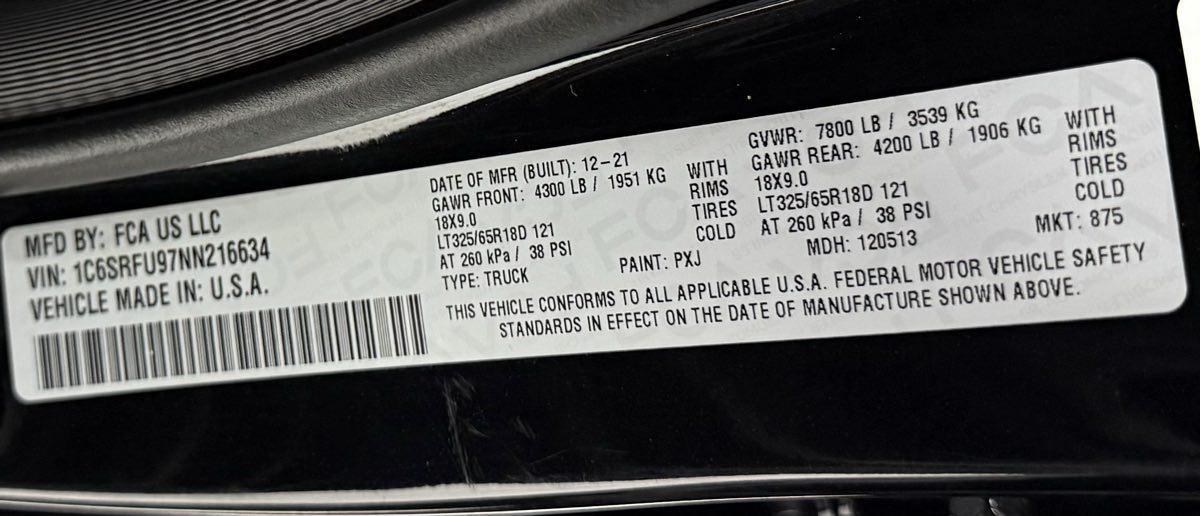 MFD BY: FCA US LLC
VIN: 1C6SRFU97NN216634
VEHICLE MADE IN: U.S.A.
DATE OF MFR (BUILT): 12-21
GAWR FRONT: 4300 LB / 1951 KG WITH
18X9.0 RIMS
LT325/65R18D 121 TIRES
AT 260 kPa / 38 PSI COLD
TYPE: TRUCK
GVWR: 7800 LB / 3539 KG
GAWR REAR: 4200 LB / 1906 KG WITH
18X9.0 RIMS
LT325/65R18D 121 TIRES
AT 260 kPa / 38 PSI COLD
PAINT: PXJ MDH: 120513 MKT: 875
THIS VEHICLE CONFORMS TO ALL APPLICABLE U.S.A. FEDERAL MOTOR VEHICLE SAFETY
STANDARDS IN EFFECT ON THE DATE OF MANUFACTURE SHOWN ABOVE.